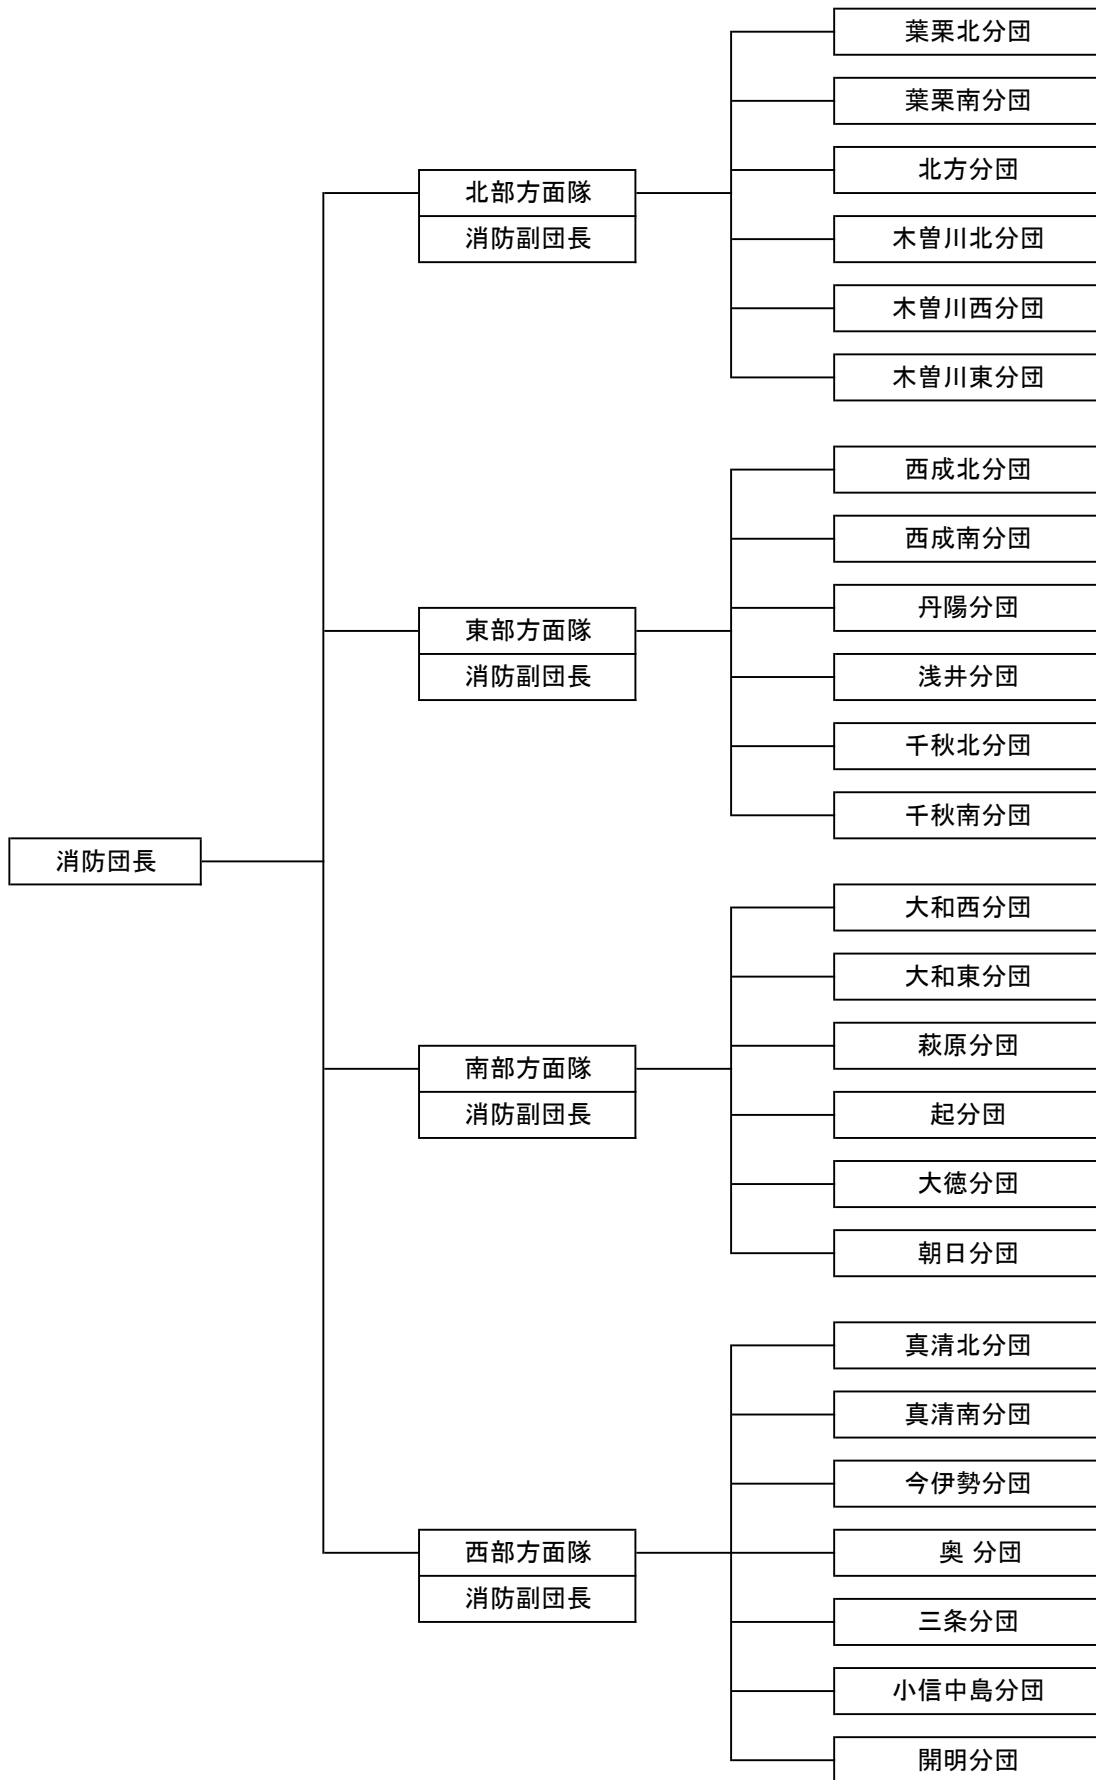 消防団長
北部方面隊
消防副団長
葉栗北分団
葉栗南分団
北方分団
木曽川北分団
木曽川西分団
木曽川東分団
東部方面隊
消防副団長
西成北分団
西成南分団
丹陽分団
浅井分団
千秋北分団
千秋南分団
南部方面隊
消防副団長
大和西分団
大和東分団
萩原分団
起分団
大徳分団
朝日分団
西部方面隊
消防副団長
真清北分団
真清南分団
今伊勢分団
奥 分団
三条分団
小信中島分団
開明分団